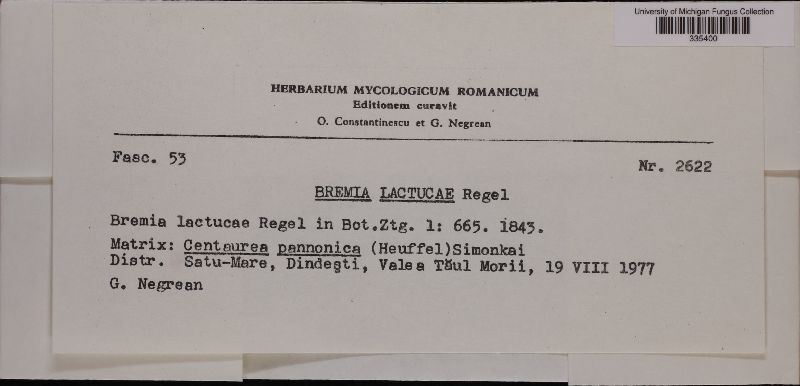 University of Michigan Fungus Collection
335400
HERBARIUM MYCOLOGICUM ROMANICUM
Editionem curavit
O. Constantinescu et G. Negrean
Fasc. 53
Nr. 2622
BREMIA LACTUCAE Regel
Bremia lactucae Regel in Bot.Ztg. 1: 665. 1843.
Matrix: Centaurea pannonica (Heuffel)Simonkai
Distr. Satu-Mare, Dindeşti, Valea Tăul Morii, 19 VIII 1977
G. Negrean